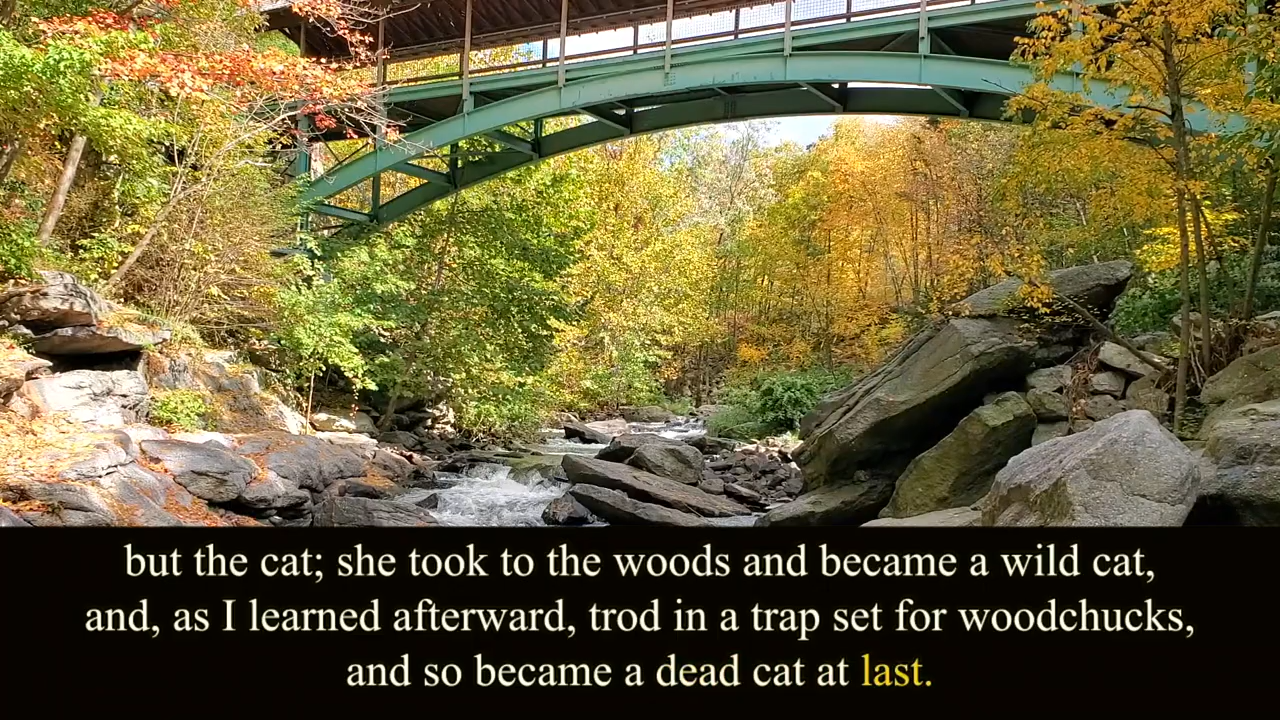 but the cat; she took to the woods and became a wild cat,
and, as I learned afterward, trod in a trap set for woodchucks,
and so became a dead cat at last.